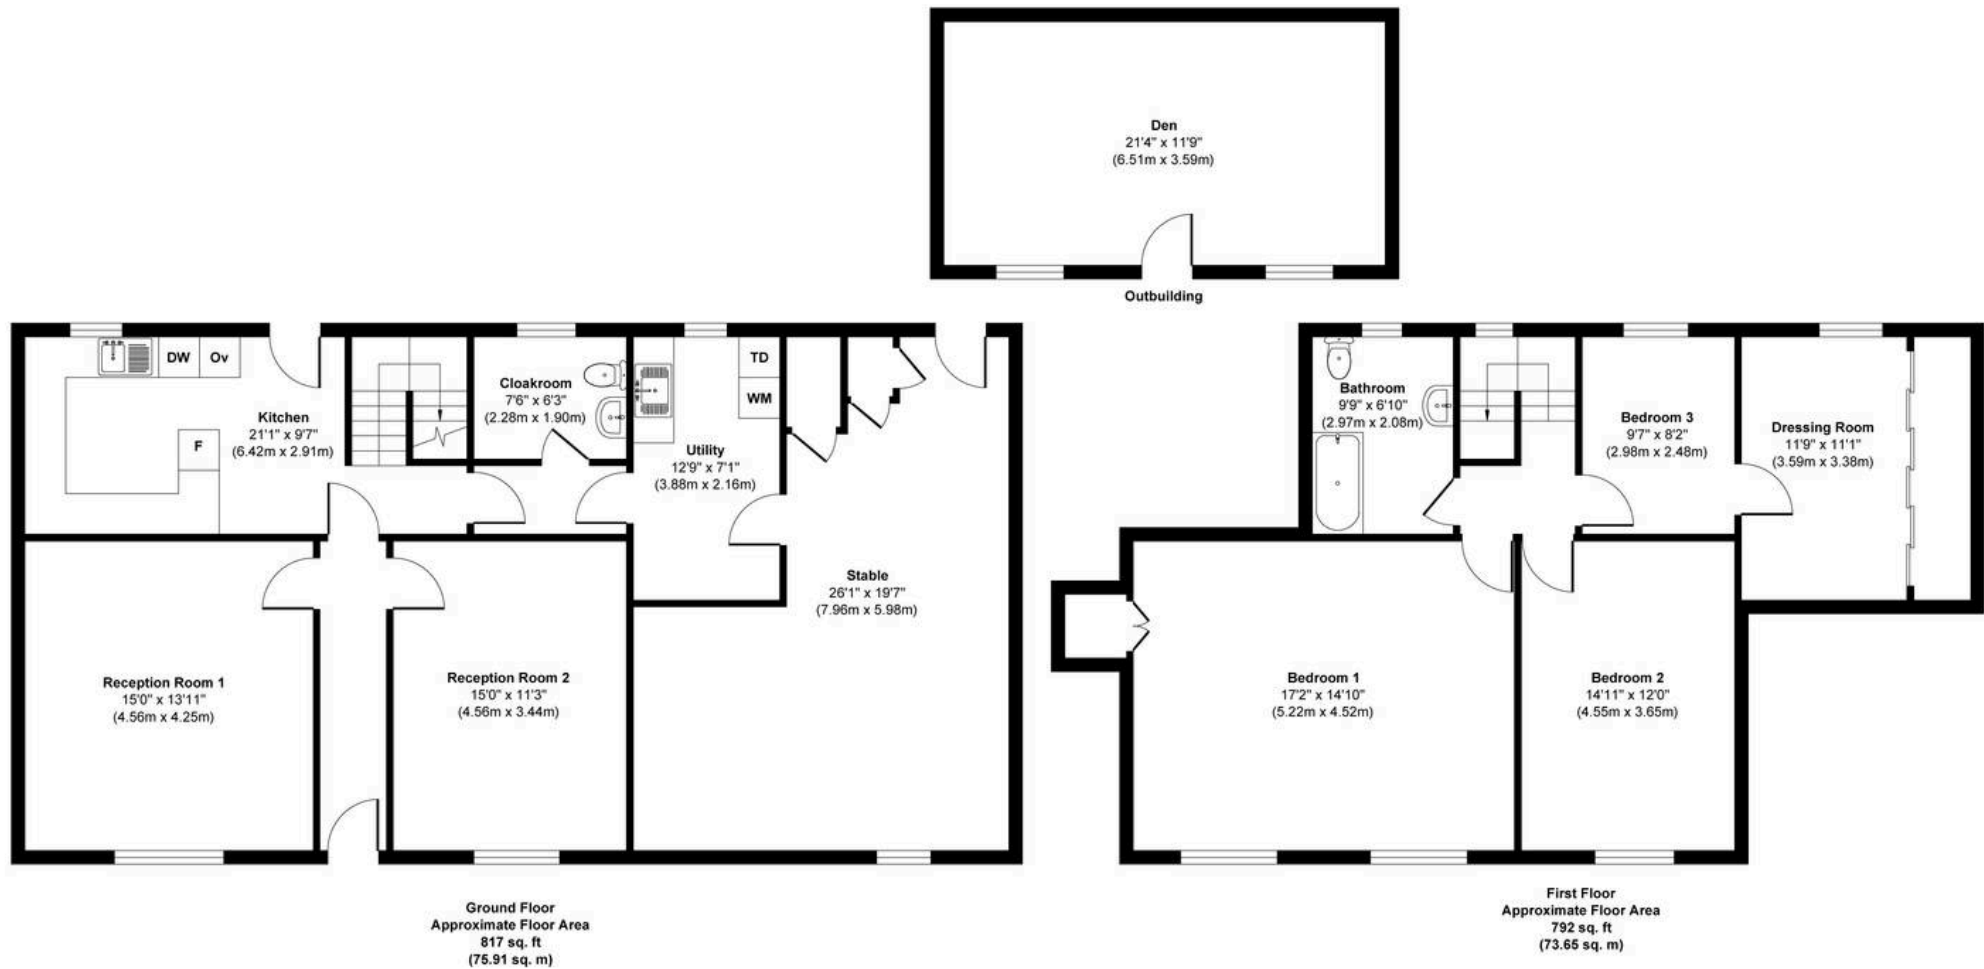 Den
21'4" x 11'9"
(6.51m x 3.59m)
Outbuilding
DW
Ov
Kitchen
21'1" x 9'7"
(6.42m x 2.91m)
F
Cloakroom
7'6" x 6'3"
(2.28m x 1.90m)
TD
WM
Utility
12'9" x 7'1"
(3.88m x 2.16m)
Stable
26'1" x 19'7"
(7.96m x 5.98m)
Reception Room 1
15'0" x 13'11"
(4.56m x 4.25m)
Reception Room 2
15'0" x 11'3"
(4.56m x 3.44m)
Ground Floor
Approximate Floor Area
817 sq. ft
(75.91 sq. m)
Bathroom
9'9" x 6'10"
(2.97m x 2.08m)
Bedroom 3
9'7" x 8'2"
(2.98m x 2.48m)
Dressing Room
11'9" x 11'1"
(3.59m x 3.38m)
Bedroom 1
17'2" x 14'10"
(5.22m x 4.52m)
Bedroom 2
14'11" x 12'0"
(4.55m x 3.65m)
First Floor
Approximate Floor Area
792 sq. ft
(73.65 sq. m)